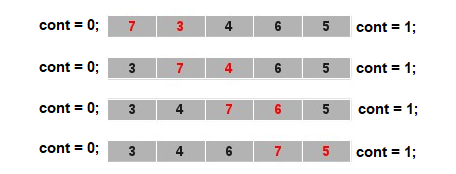 cont = 0; 7 3 4 6 5 cont = 1;
cont = 0; 3 7 4 6 5 cont = 1;
cont = 0; 3 4 7 6 5 cont = 1;
cont = 0; 3 4 6 7 5 cont = 1;